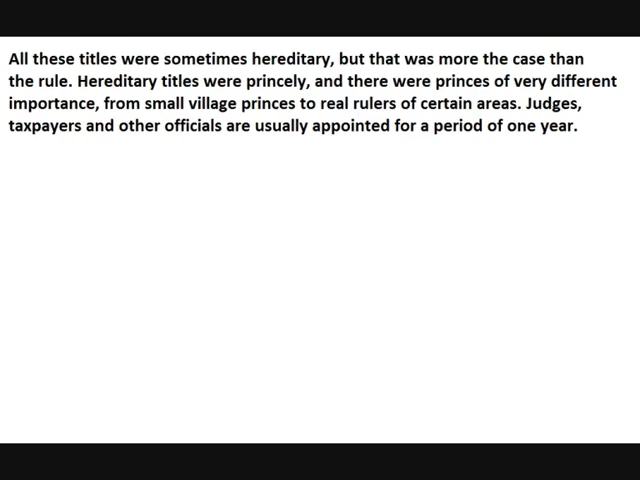 All these titles were sometimes hereditary, but that was more the case than
the rule. Hereditary titles were princely, and there were princes of very different
importance, from small village princes to real rulers of certain areas. Judges,
taxpayers and other officials are usually appointed for a period of one year.